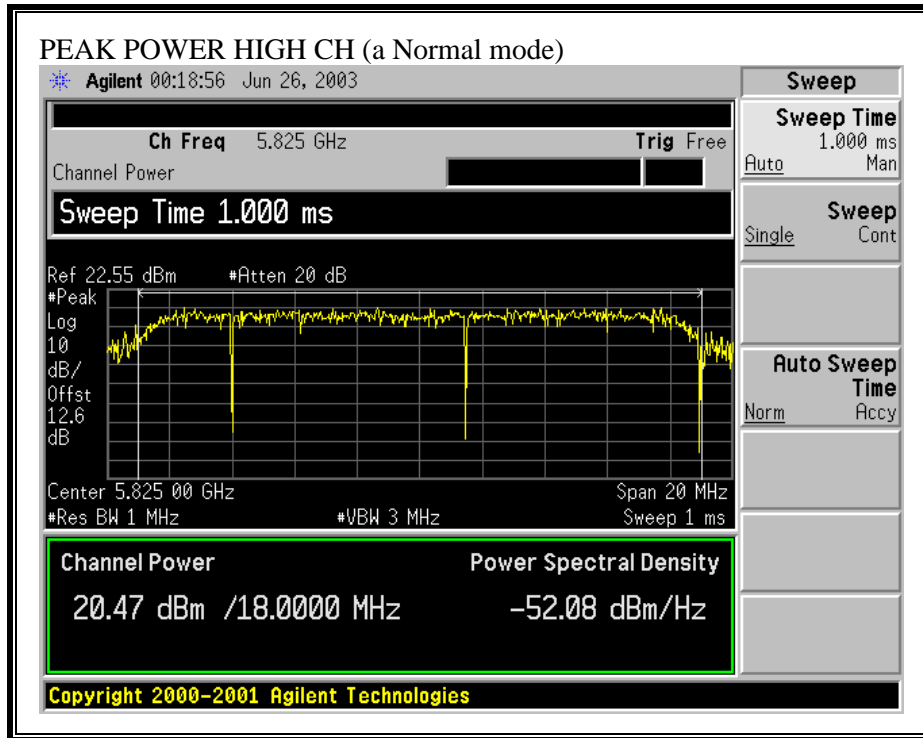 PEAK POWER HIGH CH (a Normal mode)
Agilent 00:18:56 Jun 26, 2003
Sweep
Ch Freq 5.825 GHz Trig Free
Channel Power
Sweep Time 1.000 ms
Ref 22.55 dBm #Atten 20 dB
#Peak
Log
10
dB/
Offst
12.6
dB
Center 5.825 00 GHz Span 20 MHz
#Res BW 1 MHz #VBW 3 MHz Sweep 1 ms
Channel Power Power Spectral Density
20.47 dBm /18.0000 MHz -52.08 dBm/Hz
Copyright 2000-2001 Agilent Technologies
Sweep Time
1.000 ms
Auto Man
Sweep
Single Cont
Auto Sweep
Time
Norm Accy